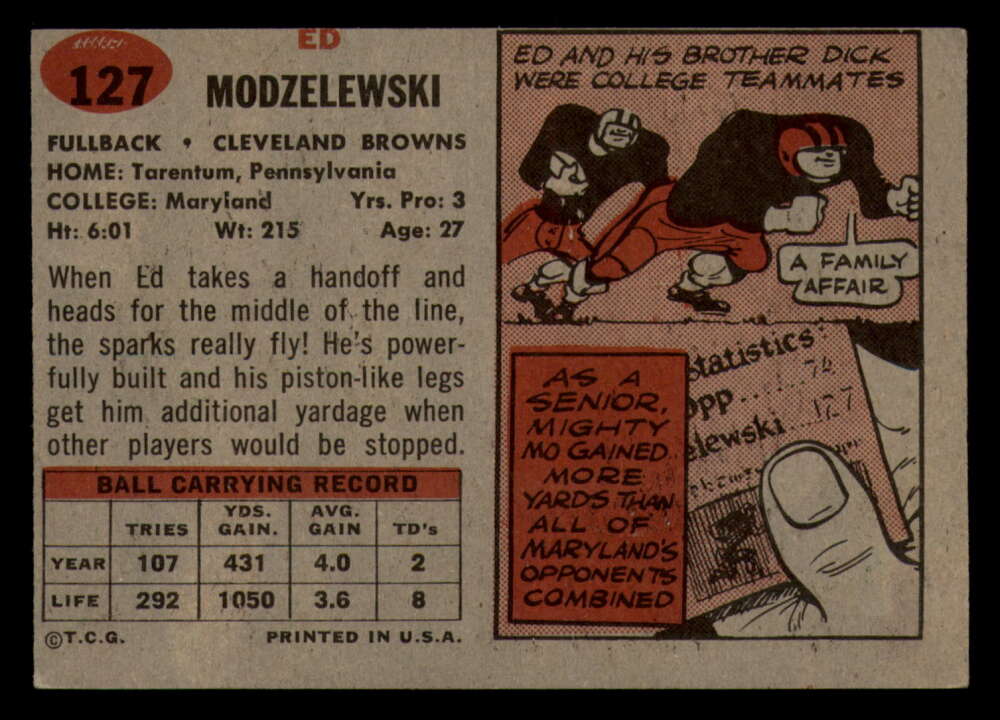 127
ED
MODZELEWSKI
FULLBACK • CLEVELAND BROWNS
HOME: Tarentum, Pennsylvania
COLLEGE: Maryland Yrs. Pro: 3
Ht: 6:01 Wt: 215 Age: 27
When Ed takes a handoff and
heads for the middle of the line,
the sparks really fly! He's power-
fully built and his piston-like legs
get him additional yardage when
other players would be stopped.
BALL CARRYING RECORD
TRIES YDS. GAIN. AVG. GAIN TD's
YEAR 107 431 4.0 2
LIFE 292 1050 3.6 8
©T.C.G. PRINTED IN U.S.A.
ED AND HIS BROTHER DICK
WERE COLLEGE TEAMMATES
A FAMILY
AFFAIR
AS A
SENIOR,
MIGHTY
MO GAINED
MORE
YARDS THAN
ALL OF
MARYLAND'S
OPPONENTS
COMBINED
statistics:
opp....74
elewski...127